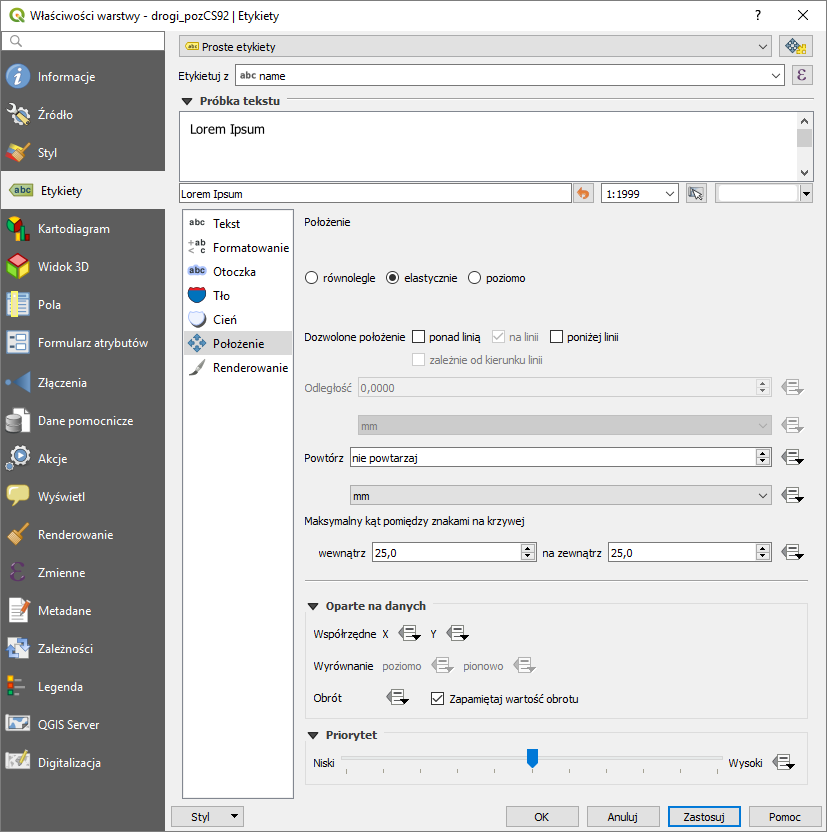 Właściwości warstwy - drogi_pozCS92 | Etykiety
?
Informacje
Źródło
Styl
abc Etykiety
Kartodiagram
Widok 3D
Pola
Formularz atrybutów
Złączenia
Dane pomocnicze
Akcje
Wyświetl
Renderowanie
Zmienne
Metadane
Zależności
Legenda
QGIS Server
Digitalizacja
abc Proste etykiety
Etykietuj z abc name ε
Próbka tekstu
Lorem Ipsum
Lorem Ipsum 1:1999
abc Tekst
+ab < c Formatowanie
abc Otoczka
Tło
Cień
Położenie
Renderowanie
Położenie
równolegle elastycznie poziomo
Dozwolone położenie ponad linią na linii poniżej linii
zależnie od kierunku linii
Odległość 0,0000
mm
Powtórz nie powtarzaj
mm
Maksymalny kąt pomiędzy znakami na krzywej
wewnątrz 25,0 na zewnątrz 25,0
Oparte na danych
Współrzędne X Y
Wyrównanie poziomo pionowo
Obrót Zapamiętaj wartość obrotu
Priorytet
Niski Wysoki
Styl OK Anuluj Zastosuj Pomoc